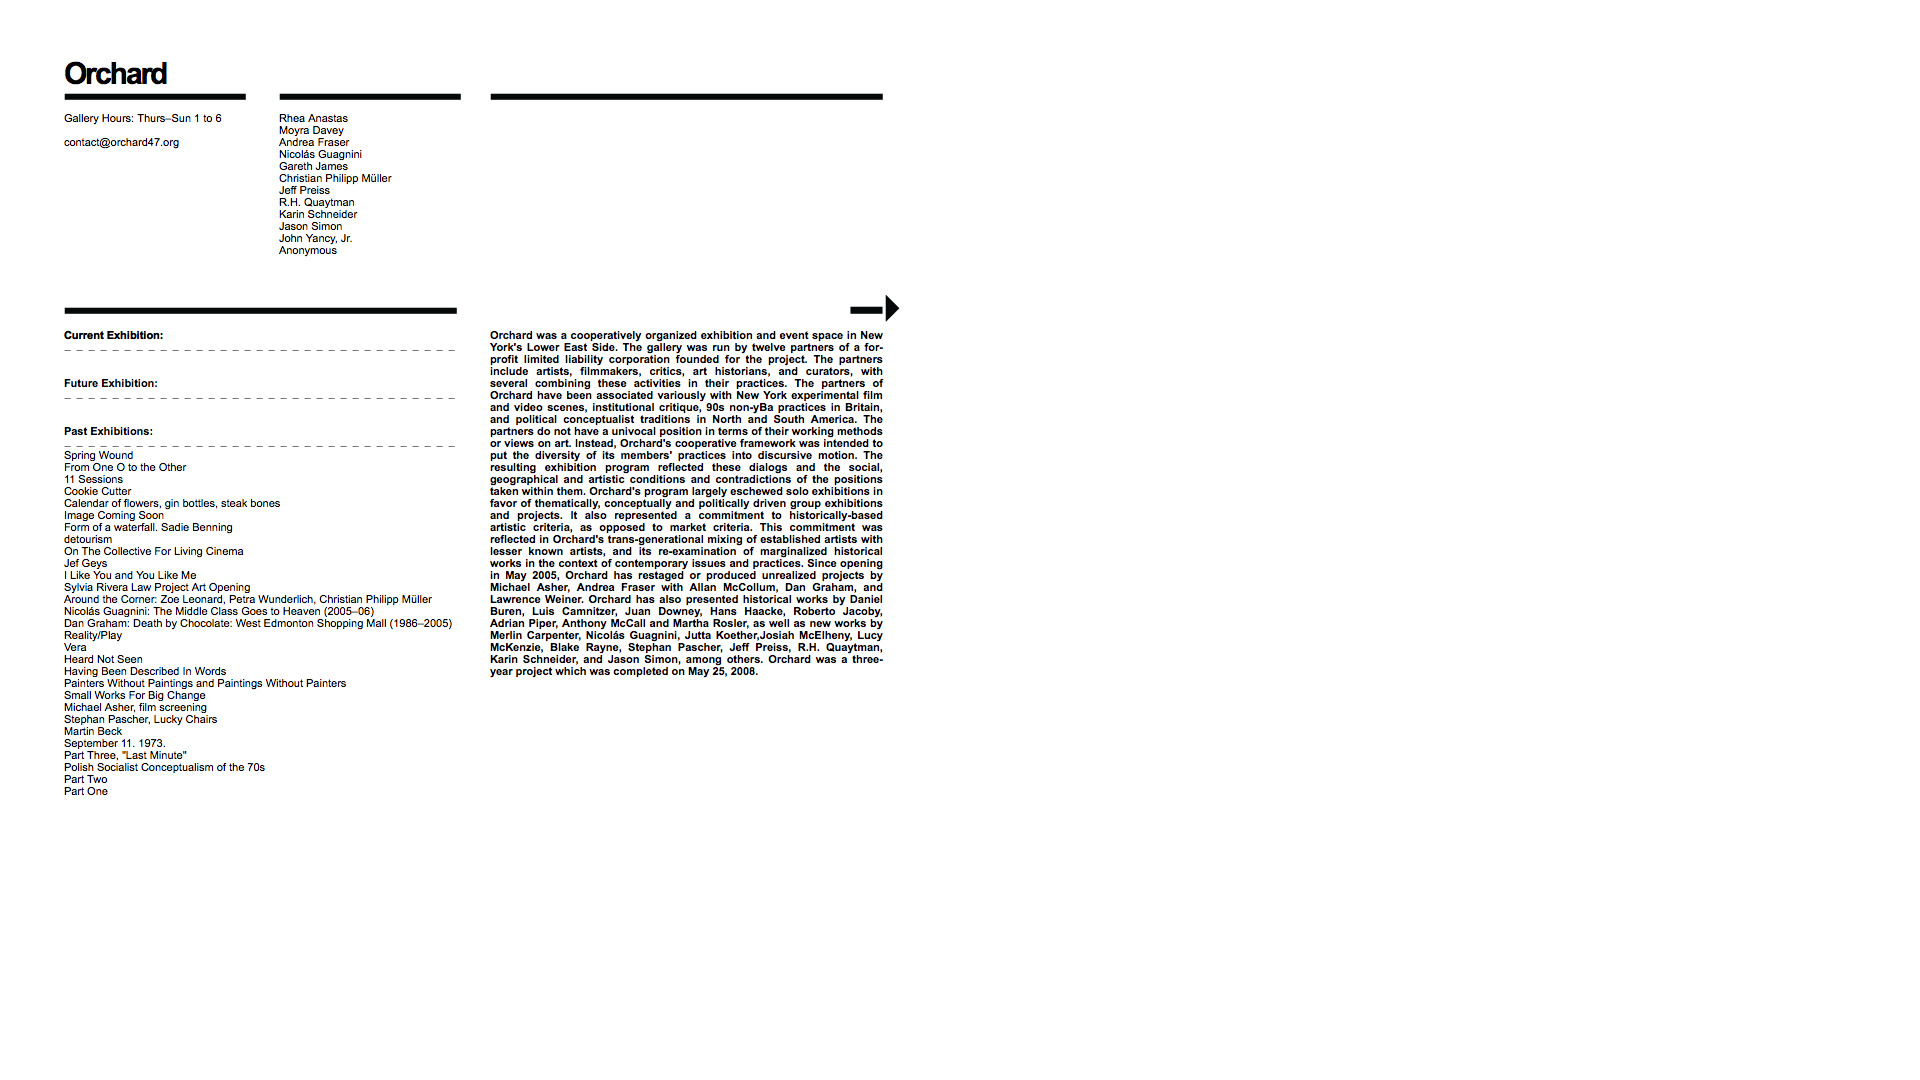 Orchard
Gallery Hours: Thurs–Sun 1 to 6
contact@orchard47.org
Rhea Anastas
Moyra Davey
Andrea Fraser
Nicolás Guagnini
Gareth James
Christian Philipp Müller
Jeff Preiss
R.H. Quaytman
Karin Schneider
Jason Simon
John Yancy, Jr.
Anonymous
Current Exhibition:
Future Exhibition:
Past Exhibitions:
Spring Wound
From One O to the Other
11 Sessions
Cookie Cutter
Calendar of flowers, gin bottles, steak bones
Image Coming Soon
Form of a waterfall. Sadie Benning
detourism
On The Collective For Living Cinema
Jef Geys
I Like You and You Like Me
Sylvia Rivera Law Project Art Opening
Around the Corner: Zoe Leonard, Petra Wunderlich, Christian Philipp Müller
Nicolás Guagnini: The Middle Class Goes to Heaven (2005–06)
Dan Graham: Death by Chocolate: West Edmonton Shopping Mall (1986–2005)
Reality/Play
Vera
Heard Not Seen
Having Been Described In Words
Painters Without Paintings and Paintings Without Painters
Small Works For Big Change
Michael Asher, film screening
Stephan Pascher, Lucky Chairs
Martin Beck
September 11. 1973.
Part Three, "Last Minute"
Polish Socialist Conceptualism of the 70s
Part Two
Part One
Orchard was a cooperatively organized exhibition and event space in New
York's Lower East Side. The gallery was run by twelve partners of a for-
profit limited liability corporation founded for the project. The partners
include artists, filmmakers, critics, art historians, and curators, with
several combining these activities in their practices. The partners of
Orchard have been associated variously with New York experimental film
and video scenes, institutional critique, 90s non-yBa practices in Britain,
and political conceptualist traditions in North and South America. The
partners do not have a univocal position in terms of their working methods
or views on art. Instead, Orchard's cooperative framework was intended to
put the diversity of its members' practices into discursive motion. The
resulting exhibition program reflected these dialogs and the social,
geographical and artistic conditions and contradictions of the positions
taken within them. Orchard's program largely eschewed solo exhibitions in
favor of thematically, conceptually and politically driven group exhibitions
and projects. It also represented a commitment to historically-based
artistic criteria, as opposed to market criteria. This commitment was
reflected in Orchard's trans-generational mixing of established artists with
lesser known artists, and its re-examination of marginalized historical
works in the context of contemporary issues and practices. Since opening
in May 2005, Orchard has restaged or produced unrealized projects by
Michael Asher, Andrea Fraser with Allan McCollum, Dan Graham, and
Lawrence Weiner. Orchard has also presented historical works by Daniel
Buren, Luis Camnitzer, Juan Downey, Hans Haacke, Roberto Jacoby,
Adrian Piper, Anthony McCall and Martha Rosler, as well as new works by
Merlin Carpenter, Nicolás Guagnini, Jutta Koether,Josiah McElheny, Lucy
McKenzie, Blake Rayne, Stephan Pascher, Jeff Preiss, R.H. Quaytman,
Karin Schneider, and Jason Simon, among others. Orchard was a three-
year project which was completed on May 25, 2008.